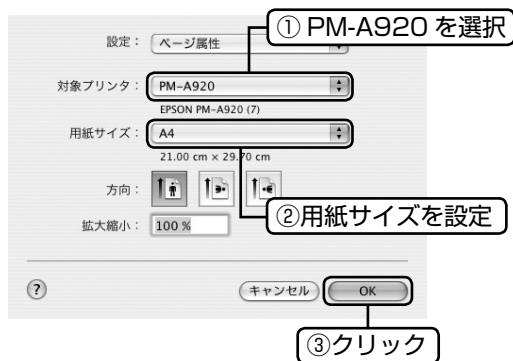 ① PM-A920 を選択
設定： ページ属性
対象プリンタ： PM-A920
EPSON PM-A920 (7)
用紙サイズ： A4
21.00 cm × 29.70 cm
方向：
②用紙サイズを設定
拡大縮小： 100 %
? キャンセル OK
③クリック